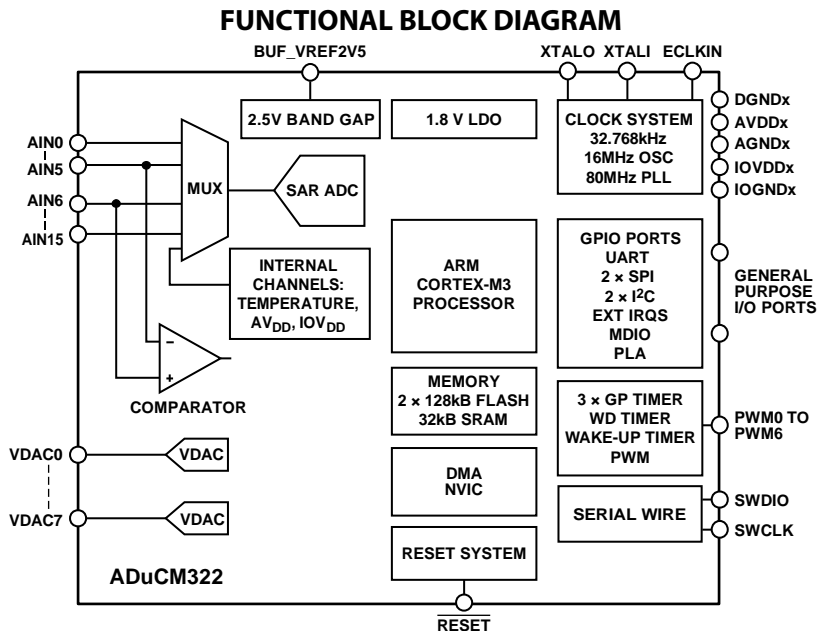 FUNCTIONAL BLOCK DIAGRAM
BUF_VREF2V5
XTALO
XTALI
ECLKIN
AIN0
AIN5
AIN6
AIN15
MUX
SAR ADC
2.5V BAND GAP
1.8 V LDO
CLOCK SYSTEM
32.768kHz
16MHz OSC
80MHz PLL
DGNDx
AVDDx
AGNDx
IOVDDx
IOGNDx
INTERNAL
CHANNELS:
TEMPERATURE,
AVDD, IOVDD
ARM
CORTEX-M3
PROCESSOR
GPIO PORTS
UART
2 × SPI
2 × I2C
EXT IRQS
MDIO
PLA
GENERAL
PURPOSE
I/O PORTS
−
+
COMPARATOR
MEMORY
2 × 128kB FLASH
32kB SRAM
3 × GP TIMER
WD TIMER
WAKE-UP TIMER
PWM
PWM0 TO
PWM6
VDAC0
VDAC
VDAC7
VDAC
DMA
NVIC
SERIAL WIRE
SWDIO
SWCLK
RESET SYSTEM
ADuCM322
RESET